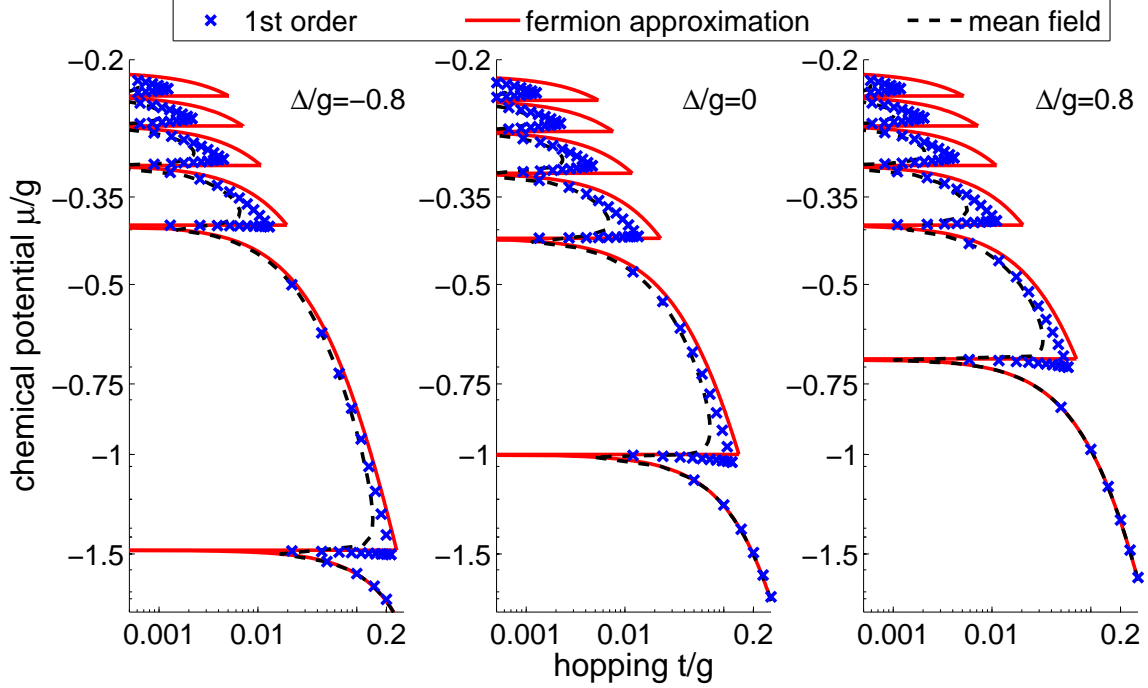 1st order fermion approximation mean field
chemical potential μ/g
−0.2
−0.35
−0.5
−0.75
−1
−1.5
0.001 0.01 0.2
Δ/g=−0.8
−0.2
−0.35
−0.5
−0.75
−1
−1.5
0.001 0.01 0.2
Δ/g=0
−0.2
−0.35
−0.5
−0.75
−1
−1.5
0.001 0.01 0.2
Δ/g=0.8
hopping t/g